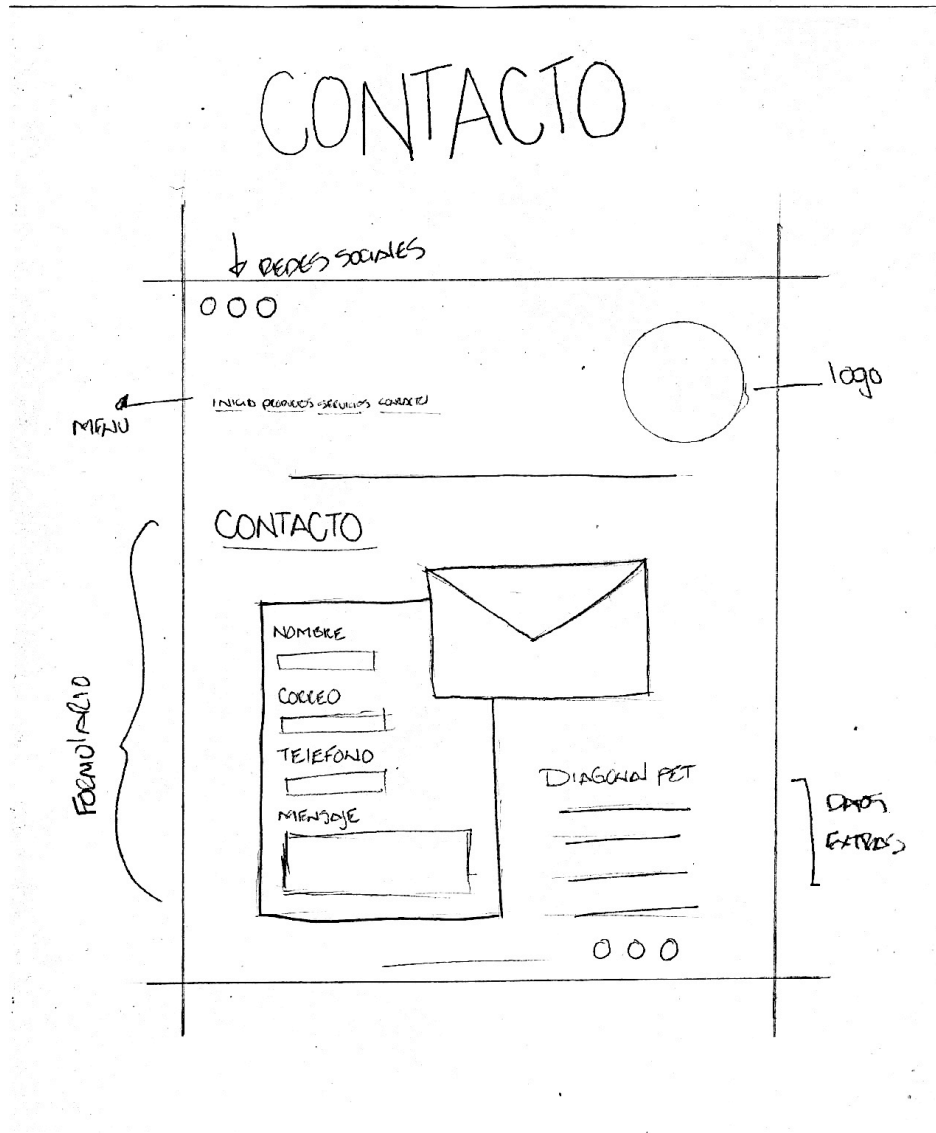 CONTACTO
REDES SOCIALES
logo
MENU
INICIO PRODUCTOS SERVICIOS CONTACTO
CONTACTO
FORMULARIO
NOMBRE
CORREO
TELEFONO
MENSAJE
DIAGONAL PET
DATOS
EXTRAS